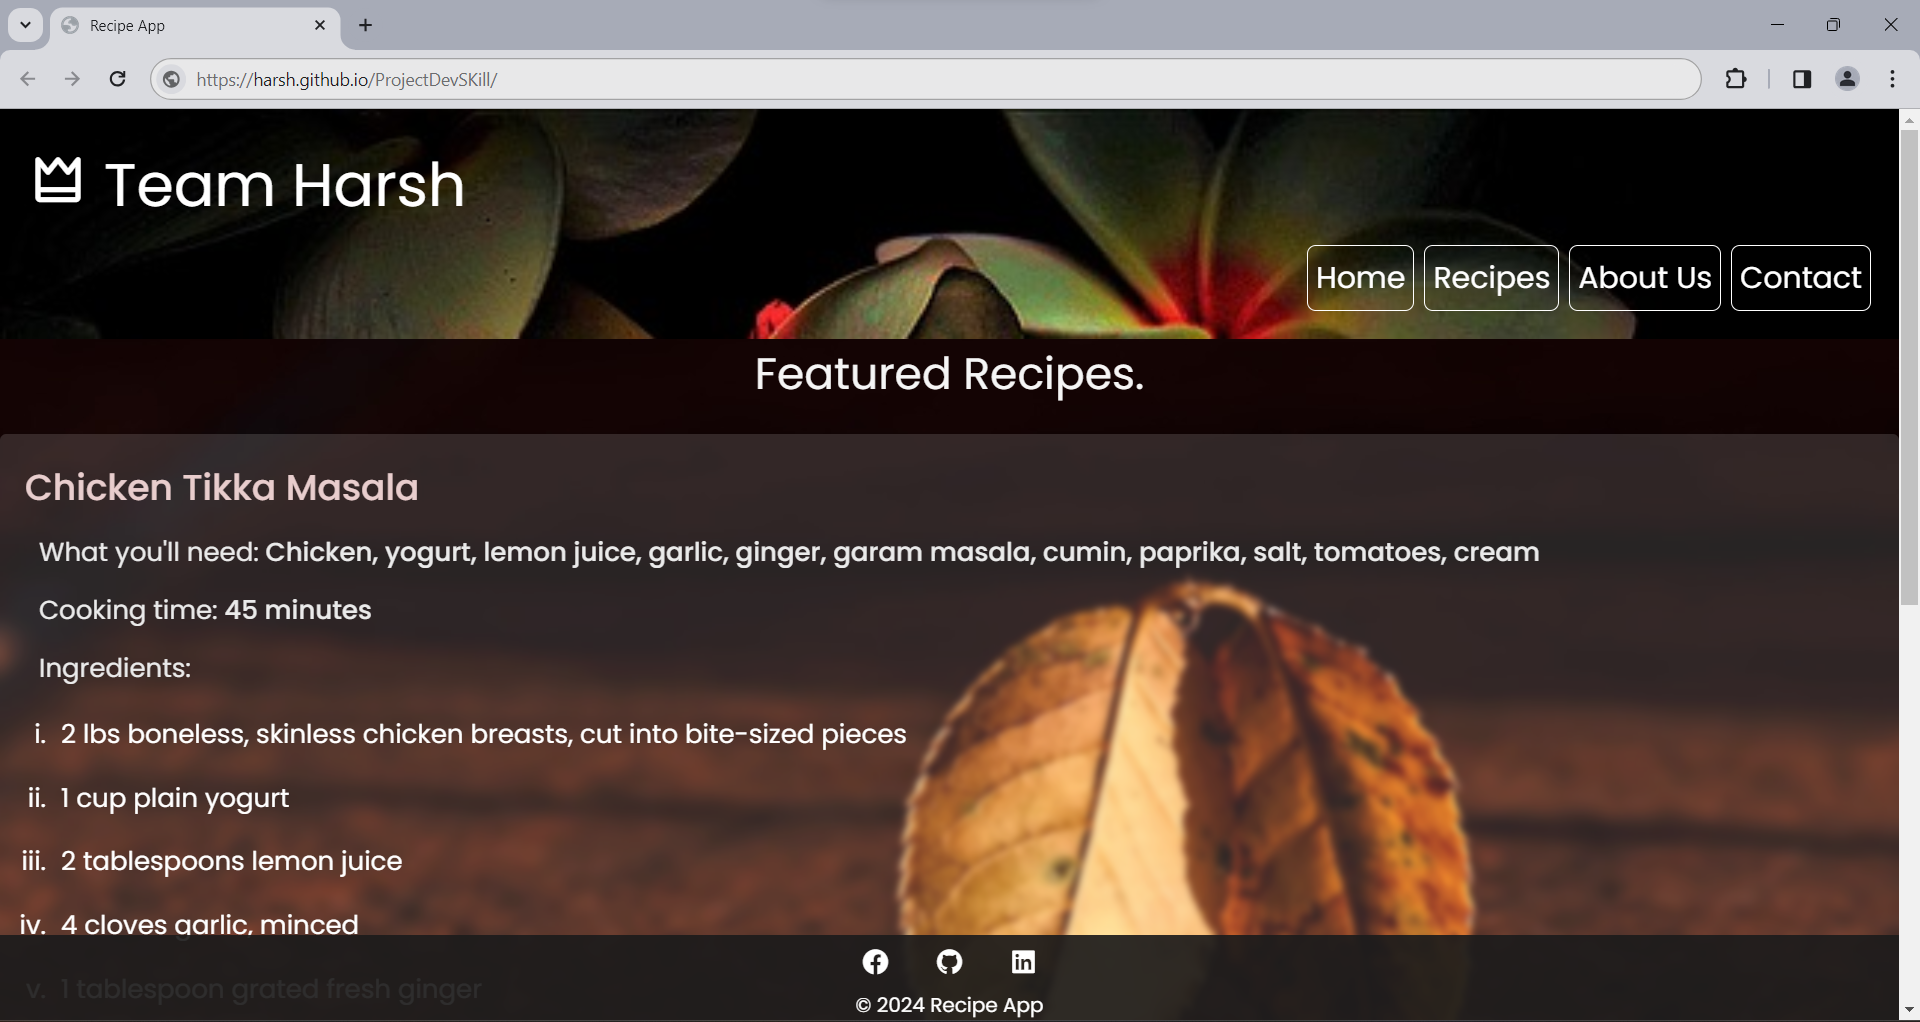 Recipe App
https://harsh.github.io/ProjectDevSKill/
Team Harsh
Home Recipes About Us Contact
Featured Recipes.
Chicken Tikka Masala
What you'll need: Chicken, yogurt, lemon juice, garlic, ginger, garam masala, cumin, paprika, salt, tomatoes, cream
Cooking time: 45 minutes
Ingredients:
i. 2 lbs boneless, skinless chicken breasts, cut into bite-sized pieces
ii. 1 cup plain yogurt
iii. 2 tablespoons lemon juice
iv. 4 cloves garlic, minced
v. 1 tablespoon grated fresh ginger
© 2024 Recipe App